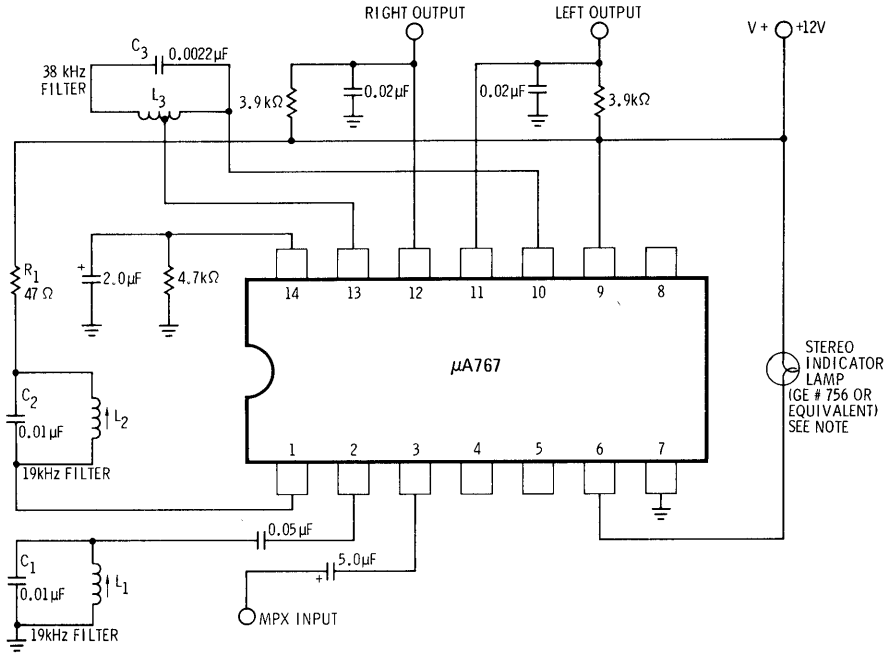 RIGHT OUTPUT
LEFT OUTPUT
V +
+12V
C3
0.0022µF
38 kHz
FILTER
L3
3.9kΩ
0.02µF
0.02µF
3.9kΩ
R1
47 Ω
+
2.0µF
4.7kΩ
14
13
12
11
10
9
8
µA767
STEREO
INDICATOR
LAMP
(GE # 756 OR
EQUIVALENT)
SEE NOTE
C2
0.01µF
L2
19kHz FILTER
1
2
3
4
5
6
7
0.05µF
C1
0.01µF
L1
5.0µF
+
MPX INPUT
19kHz FILTER